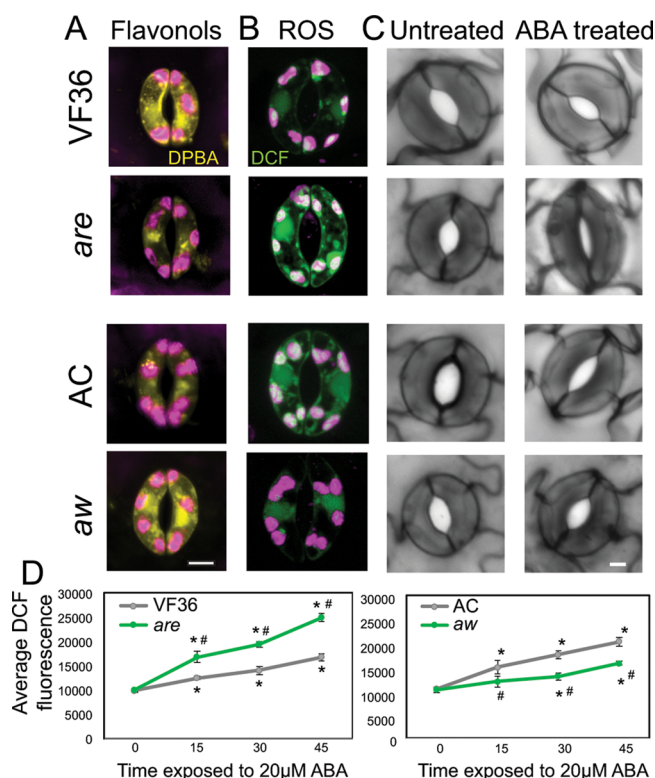 A Flavonols B ROS C Untreated ABA treated
VF36
DPBA DCF
are
AC
aw
D
Average DCF
fluorescence
30000
25000
20000
15000
10000
5000
0
VF36
are
* # * # * #
* * *
0 15 30 45
Time exposed to 20μM ABA
30000
25000
20000
15000
10000
5000
0
AC
aw
* * *
# * # * #
0 15 30 45
Time exposed to 20μM ABA